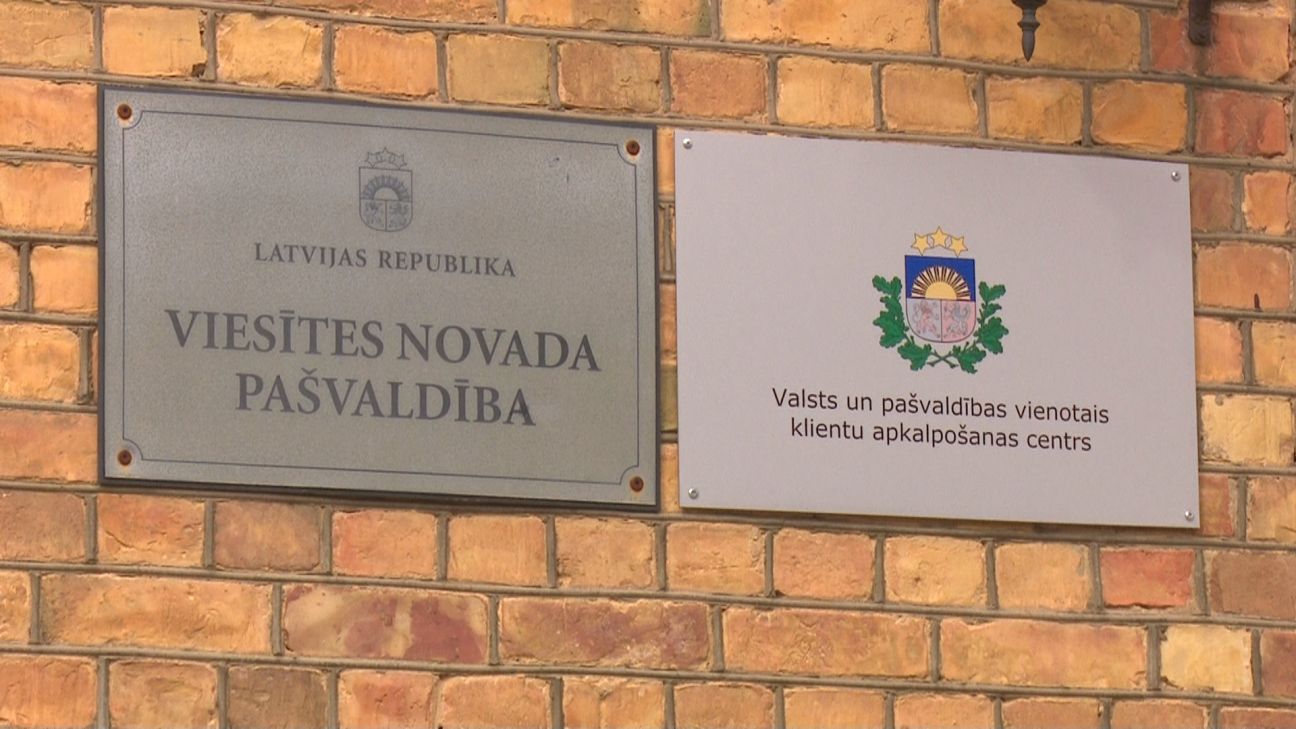 LATVIJAS REPUBLIKA
VIESĪTES NOVADA
PAŠVALDĪBA
Valsts un pašvaldības vienotais
klientu apkalpošanas centrs